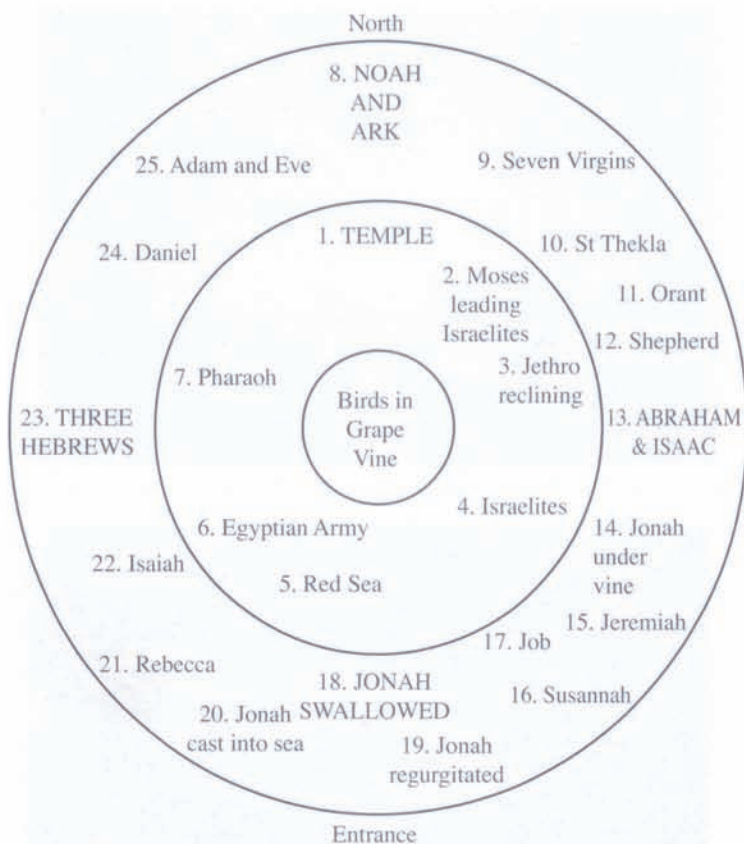 North
8. NOAH
AND
ARK
25. Adam and Eve
9. Seven Virgins
1. TEMPLE
24. Daniel
10. St Thekla
2. Moses
leading
Israelites
11. Orant
12. Shepherd
3. Jethro
reclining
7. Pharaoh
Birds in
Grape
Vine
23. THREE
HEBREWS
13. ABRAHAM
& ISAAC
4. Israelites
6. Egyptian Army
14. Jonah
under
vine
22. Isaiah
5. Red Sea
15. Jeremiah
17. Job
21. Rebecca
18. JONAH
SWALLOWED
16. Susannah
20. Jonah
cast into sea
19. Jonah
regurgitated
Entrance